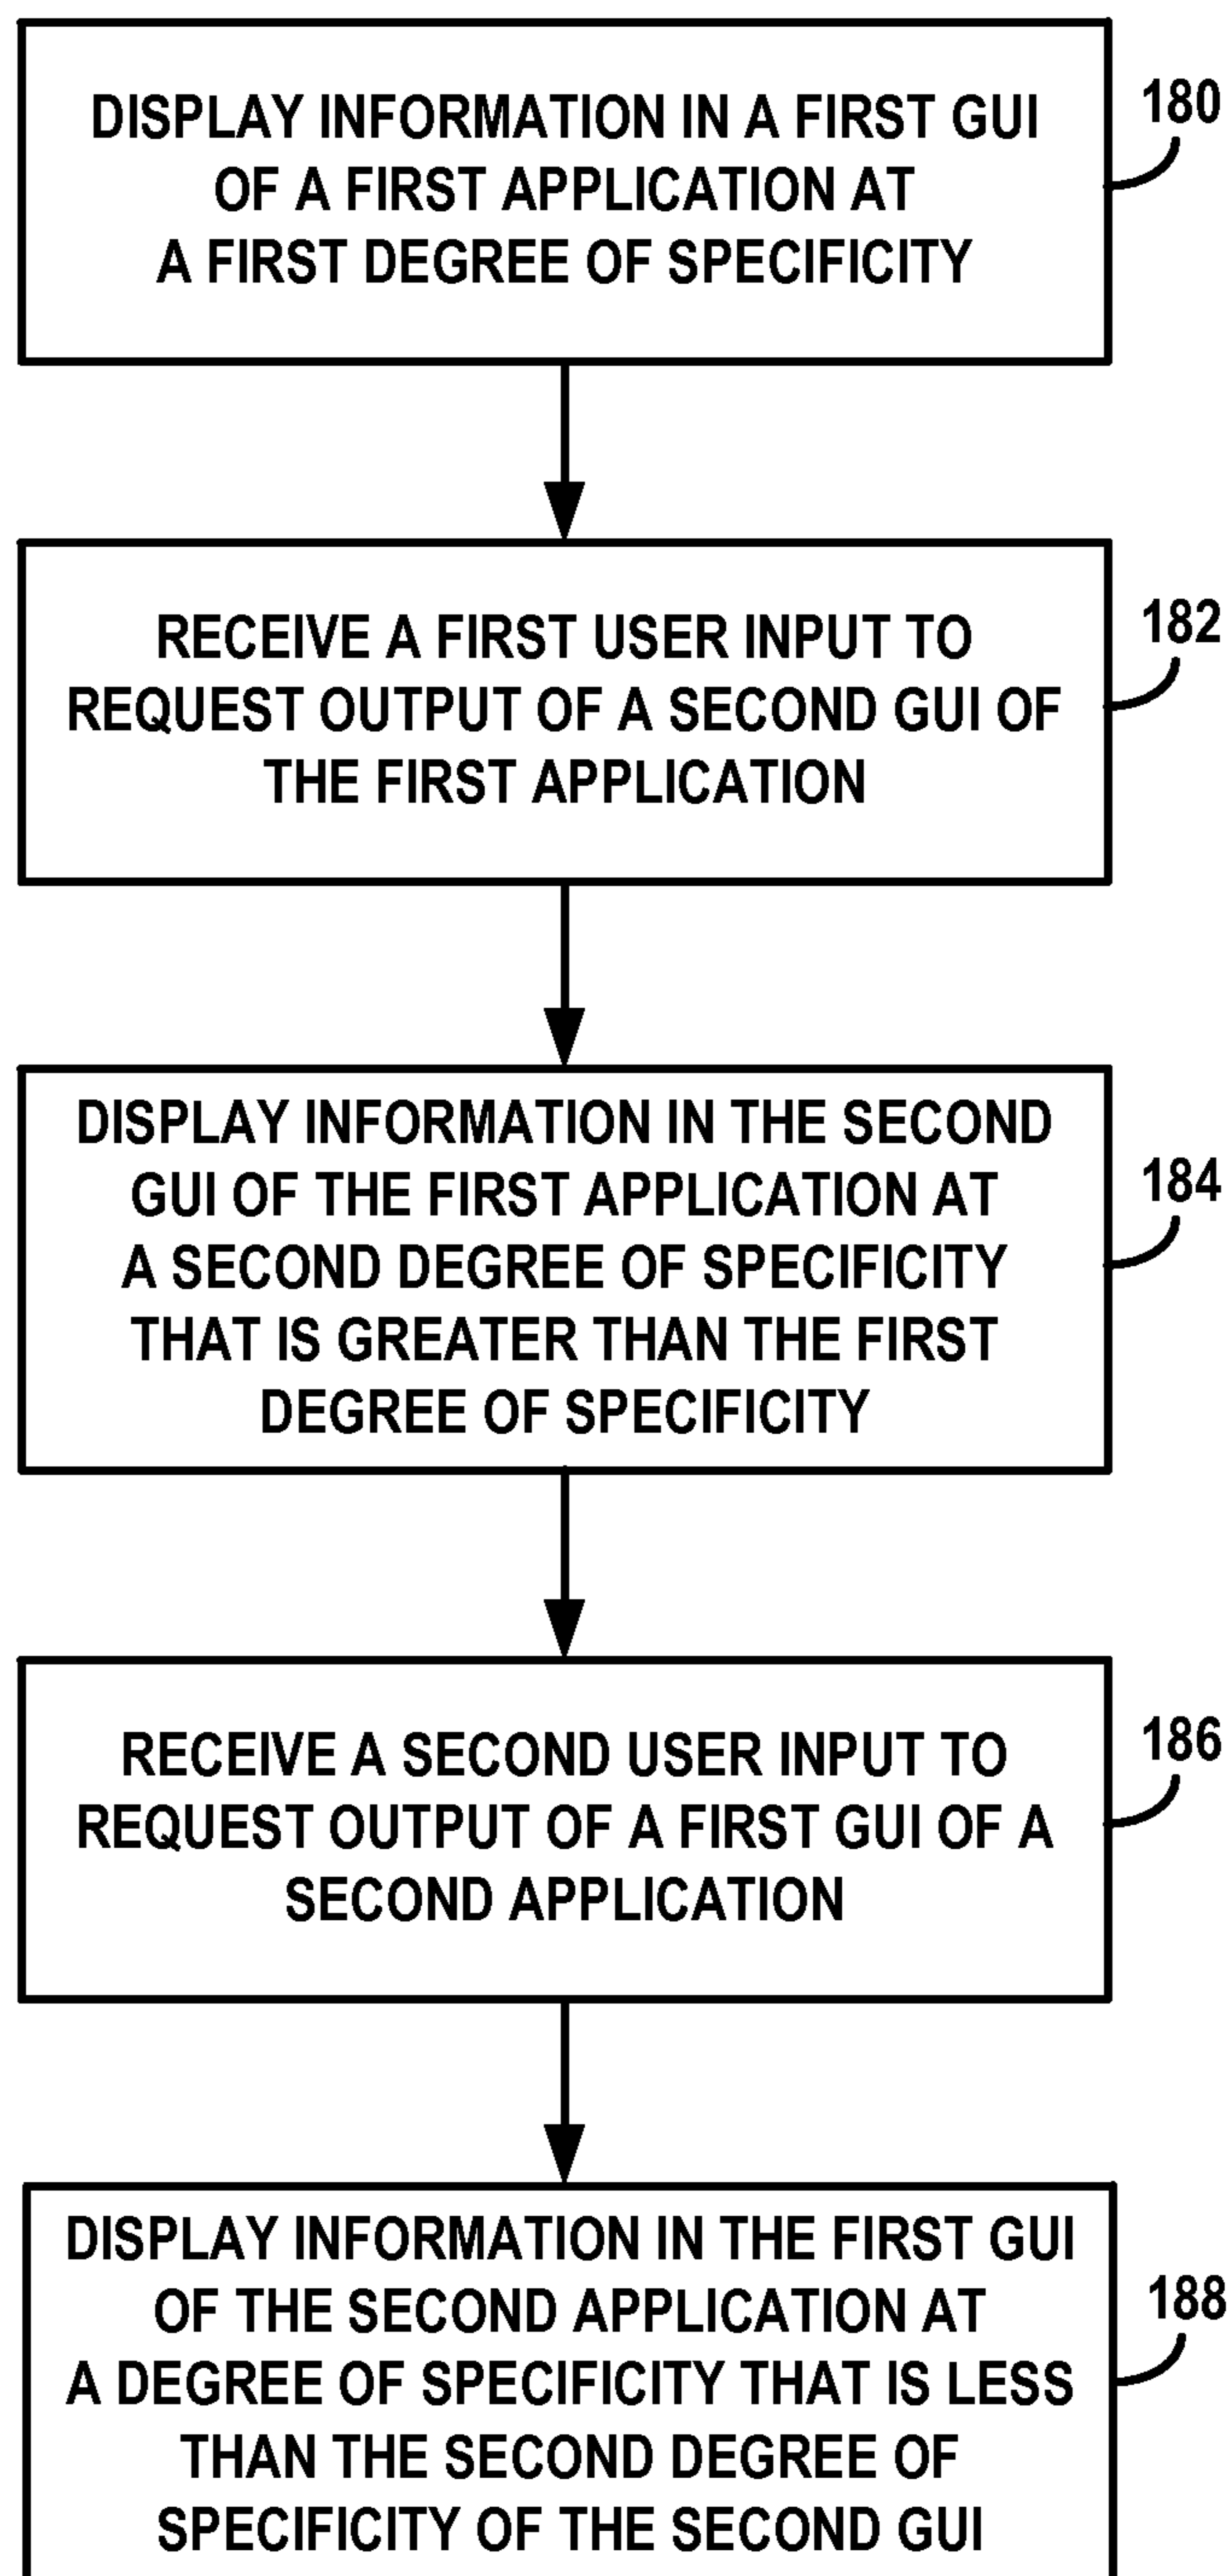 DISPLAY INFORMATION IN A FIRST GUI
OF A FIRST APPLICATION AT
A FIRST DEGREE OF SPECIFICITY
180
RECEIVE A FIRST USER INPUT TO
REQUEST OUTPUT OF A SECOND GUI OF
THE FIRST APPLICATION
182
DISPLAY INFORMATION IN THE SECOND
GUI OF THE FIRST APPLICATION AT
A SECOND DEGREE OF SPECIFICITY
THAT IS GREATER THAN THE FIRST
DEGREE OF SPECIFICITY
184
RECEIVE A SECOND USER INPUT TO
REQUEST OUTPUT OF A FIRST GUI OF A
SECOND APPLICATION
186
DISPLAY INFORMATION IN THE FIRST GUI
OF THE SECOND APPLICATION AT
A DEGREE OF SPECIFICITY THAT IS LESS
THAN THE SECOND DEGREE OF
SPECIFICITY OF THE SECOND GUI
188